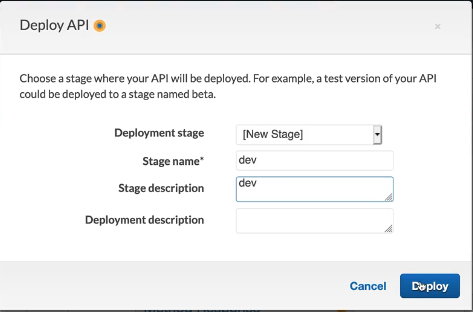 Deploy API
×
Choose a stage where your API will be deployed. For example, a test version of your API
could be deployed to a stage named beta.
Deployment stage [New Stage]
Stage name* dev
Stage description dev
Deployment description
Cancel Deploy